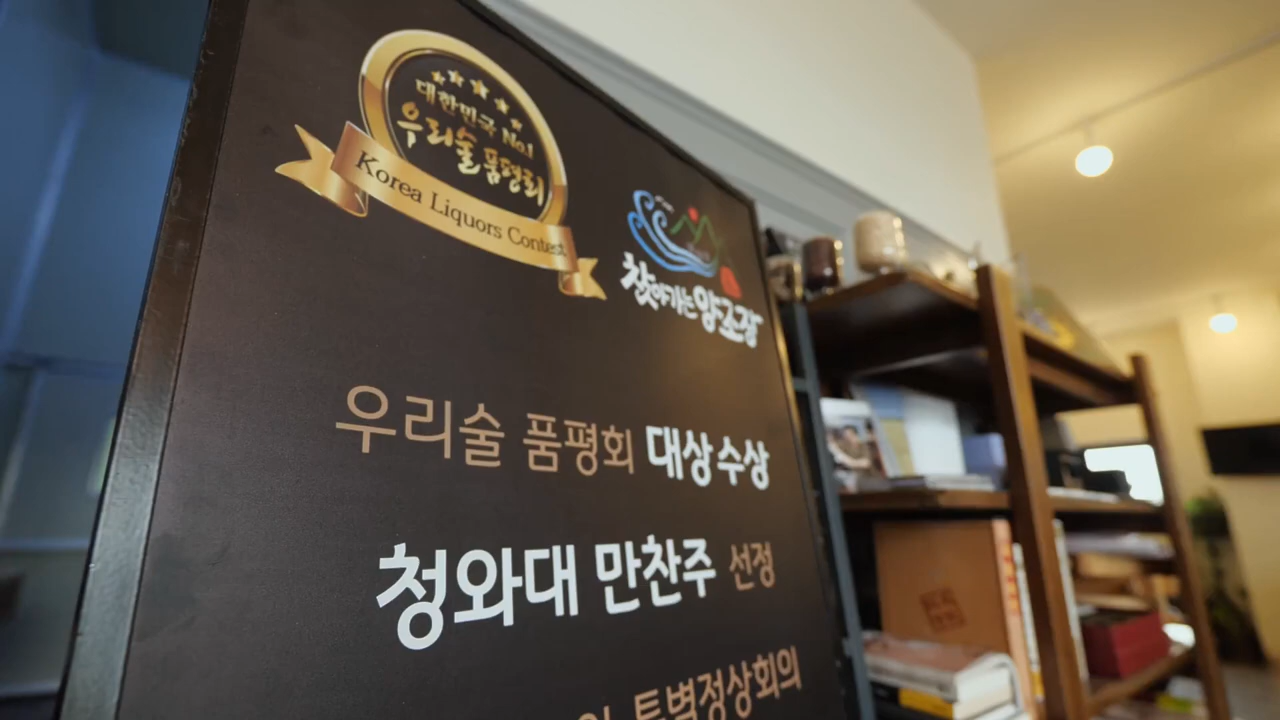 대한민국 No.1
우리술품평회
Korea Liquors Contest
찾아가는 양조장
우리술 품평회 대상 수상
청와대 만찬주 선정
특별정상회의